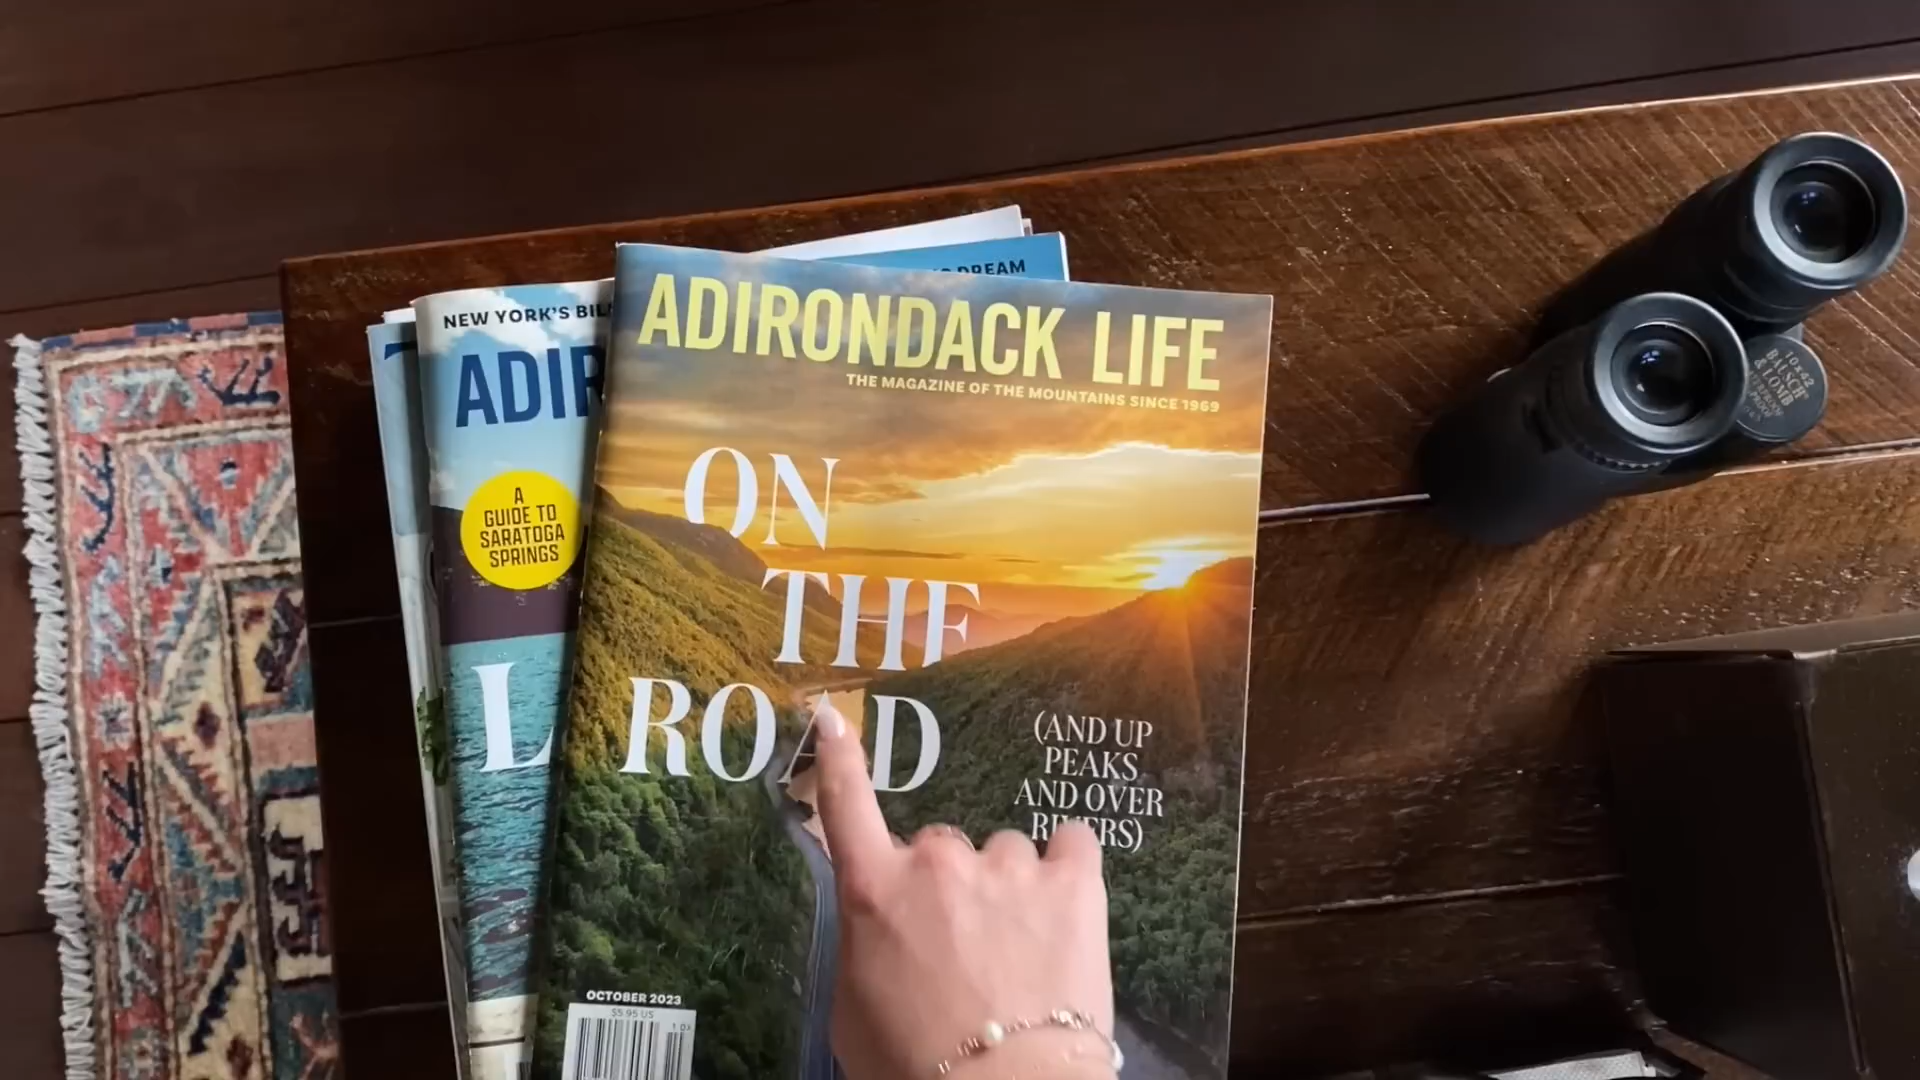 DREAM
NEW YORK'S
ADIRONDACK LIFE
THE MAGAZINE OF THE MOUNTAINS SINCE 1969
ADIR
ON
THE
ROAD
(AND UP
PEAKS
AND OVER
RIVERS)
A
GUIDE TO
SARATOGA
SPRINGS
L
OCTOBER 2023
$5.95 US
10x42
BAUSCH
& LOMB